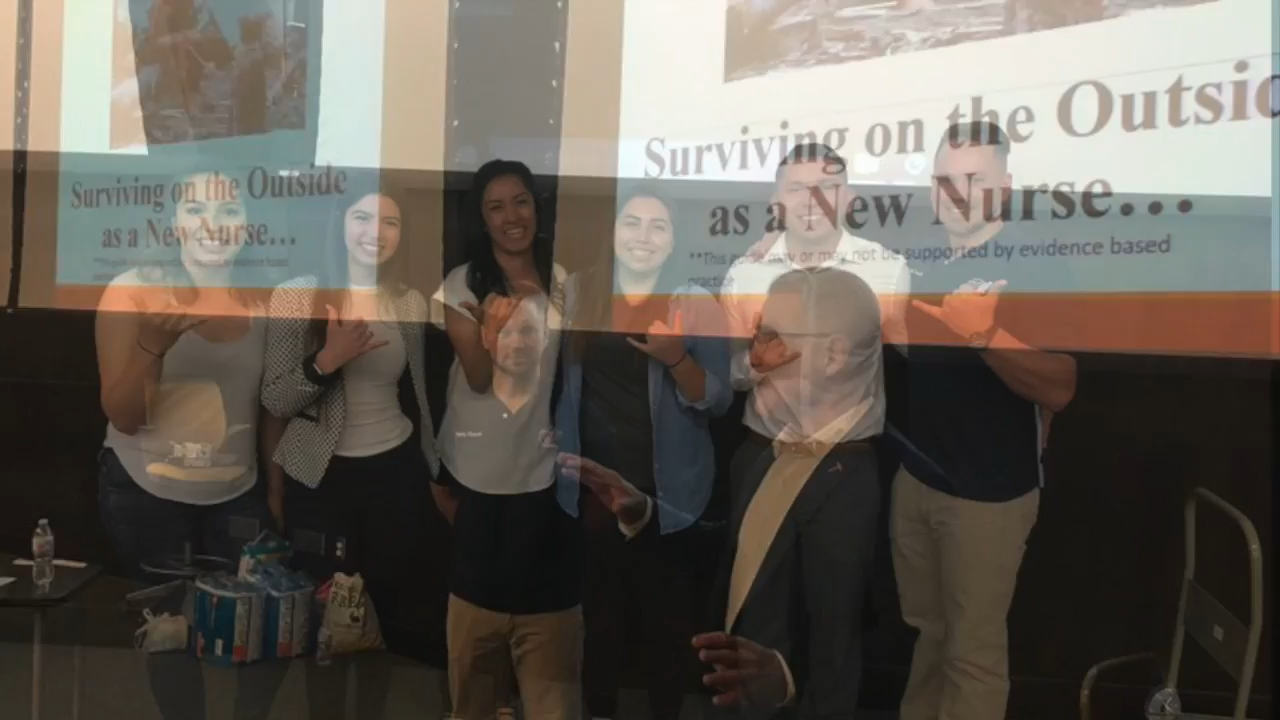 Surviving on the Outside
as a New Nurse...
Surviving on the Outsid
as a New Nurse...
**This guide may or may not be supported by evidence based
practice